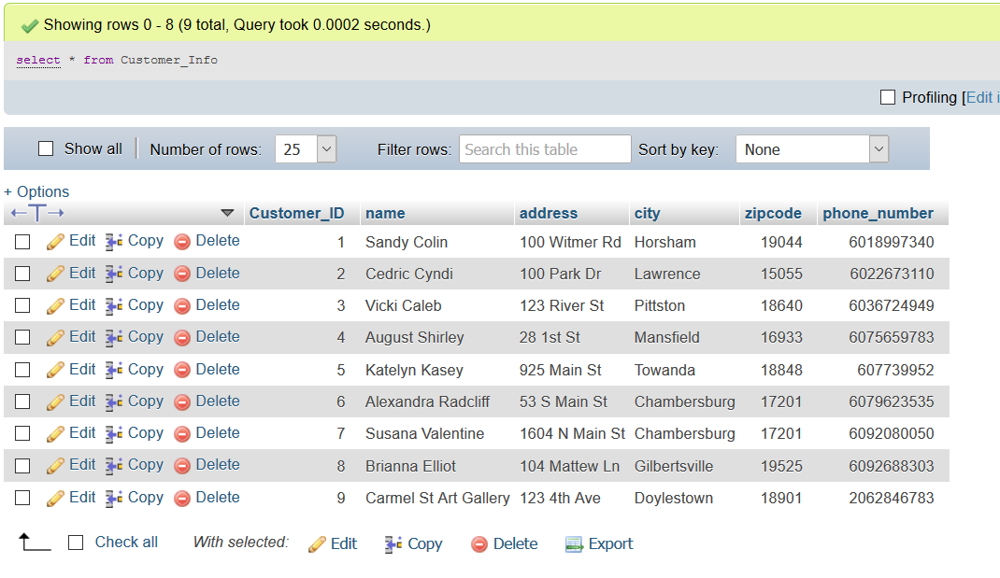 Showing rows 0 - 8 (9 total, Query took 0.0002 seconds.)
select * from Customer_Info
Profiling [Edit i
Show all Number of rows: 25 Filter rows: Search this table Sort by key: None
+ Options
←T→ Customer_ID name address city zipcode phone_number
Edit Copy Delete 1 Sandy Colin 100 Witmer Rd Horsham 19044 6018997340
Edit Copy Delete 2 Cedric Cyndi 100 Park Dr Lawrence 15055 6022673110
Edit Copy Delete 3 Vicki Caleb 123 River St Pittston 18640 6036724949
Edit Copy Delete 4 August Shirley 28 1st St Mansfield 16933 6075659783
Edit Copy Delete 5 Katelyn Kasey 925 Main St Towanda 18848 607739952
Edit Copy Delete 6 Alexandra Radcliff 53 S Main St Chambersburg 17201 6079623535
Edit Copy Delete 7 Susana Valentine 1604 N Main St Chambersburg 17201 6092080050
Edit Copy Delete 8 Brianna Elliot 104 Mattew Ln Gilbertsville 19525 6092688303
Edit Copy Delete 9 Carmel St Art Gallery 123 4th Ave Doylestown 18901 2062846783
Check all With selected: Edit Copy Delete Export